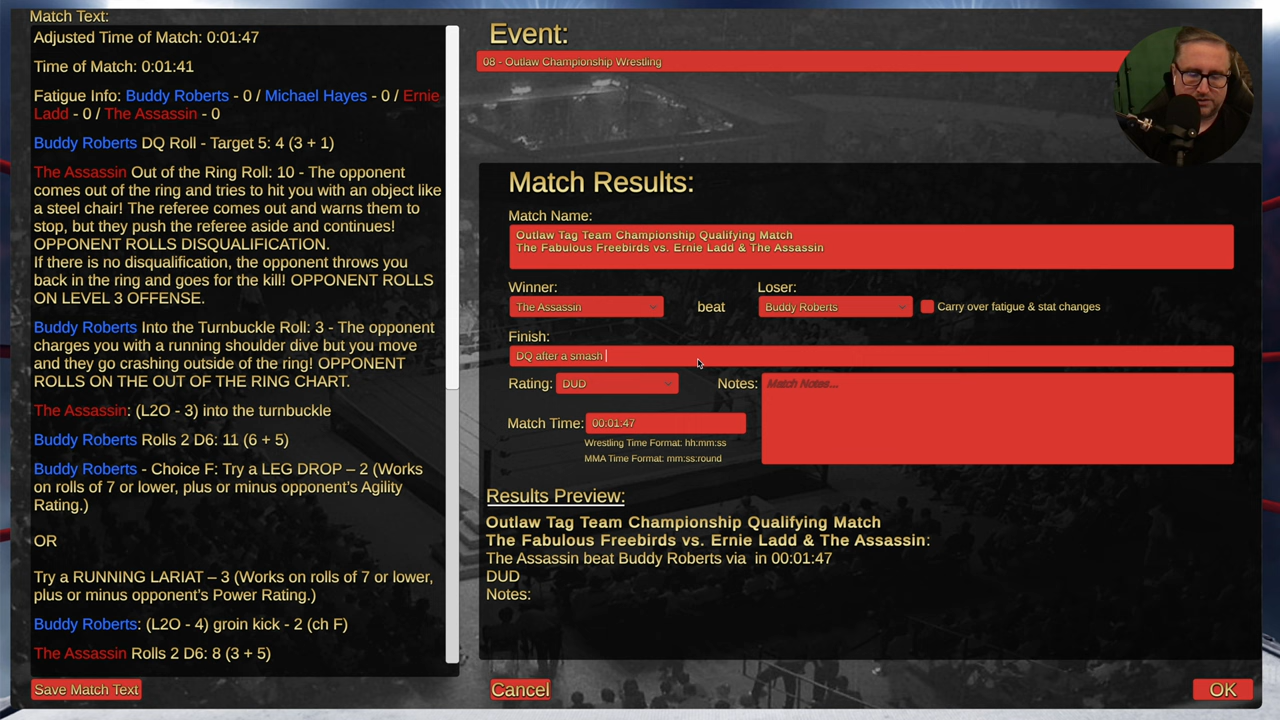 Match Text:
Adjusted Time of Match: 0:01:47
Time of Match: 0:01:41
Fatigue Info: Buddy Roberts - 0 / Michael Hayes - 0 / Ernie
Ladd - 0 / The Assassin - 0
Buddy Roberts DQ Roll - Target 5: 4 (3 + 1)
The Assassin Out of the Ring Roll: 10 - The opponent
comes out of the ring and tries to hit you with an object like
a steel chair! The referee comes out and warns them to
stop, but they push the referee aside and continues!
OPPONENT ROLLS DISQUALIFICATION.
If there is no disqualification, the opponent throws you
back in the ring and goes for the kill! OPPONENT ROLLS
ON LEVEL 3 OFFENSE.
Buddy Roberts Into the Turnbuckle Roll: 3 - The opponent
charges you with a running shoulder dive but you move
and they go crashing outside of the ring! OPPONENT
ROLLS ON THE OUT OF THE RING CHART.
The Assassin: (L2O - 3) into the turnbuckle
Buddy Roberts Rolls 2 D6: 11 (6 + 5)
Buddy Roberts - Choice F: Try a LEG DROP – 2 (Works
on rolls of 7 or lower, plus or minus opponent's Agility
Rating.)
OR
Try a RUNNING LARIAT – 3 (Works on rolls of 7 or lower,
plus or minus opponent's Power Rating.)
Buddy Roberts: (L2O - 4) groin kick - 2 (ch F)
The Assassin Rolls 2 D6: 8 (3 + 5)
Save Match Text
Event:
08 - Outlaw Championship Wrestling
Match Results:
Match Name:
Outlaw Tag Team Championship Qualifying Match
The Fabulous Freebirds vs. Ernie Ladd & The Assassin
Winner:
Loser:
The Assassin
beat
Buddy Roberts
Carry over fatigue & stat changes
Finish:
DQ after a smash
Rating:
DUD
Notes:
Match Notes...
Match Time:
00:01:47
Wrestling Time Format: hh:mm:ss
MMA Time Format: mm:ss:round
Results Preview:
Outlaw Tag Team Championship Qualifying Match
The Fabulous Freebirds vs. Ernie Ladd & The Assassin:
The Assassin beat Buddy Roberts via in 00:01:47
DUD
Notes:
Cancel
OK